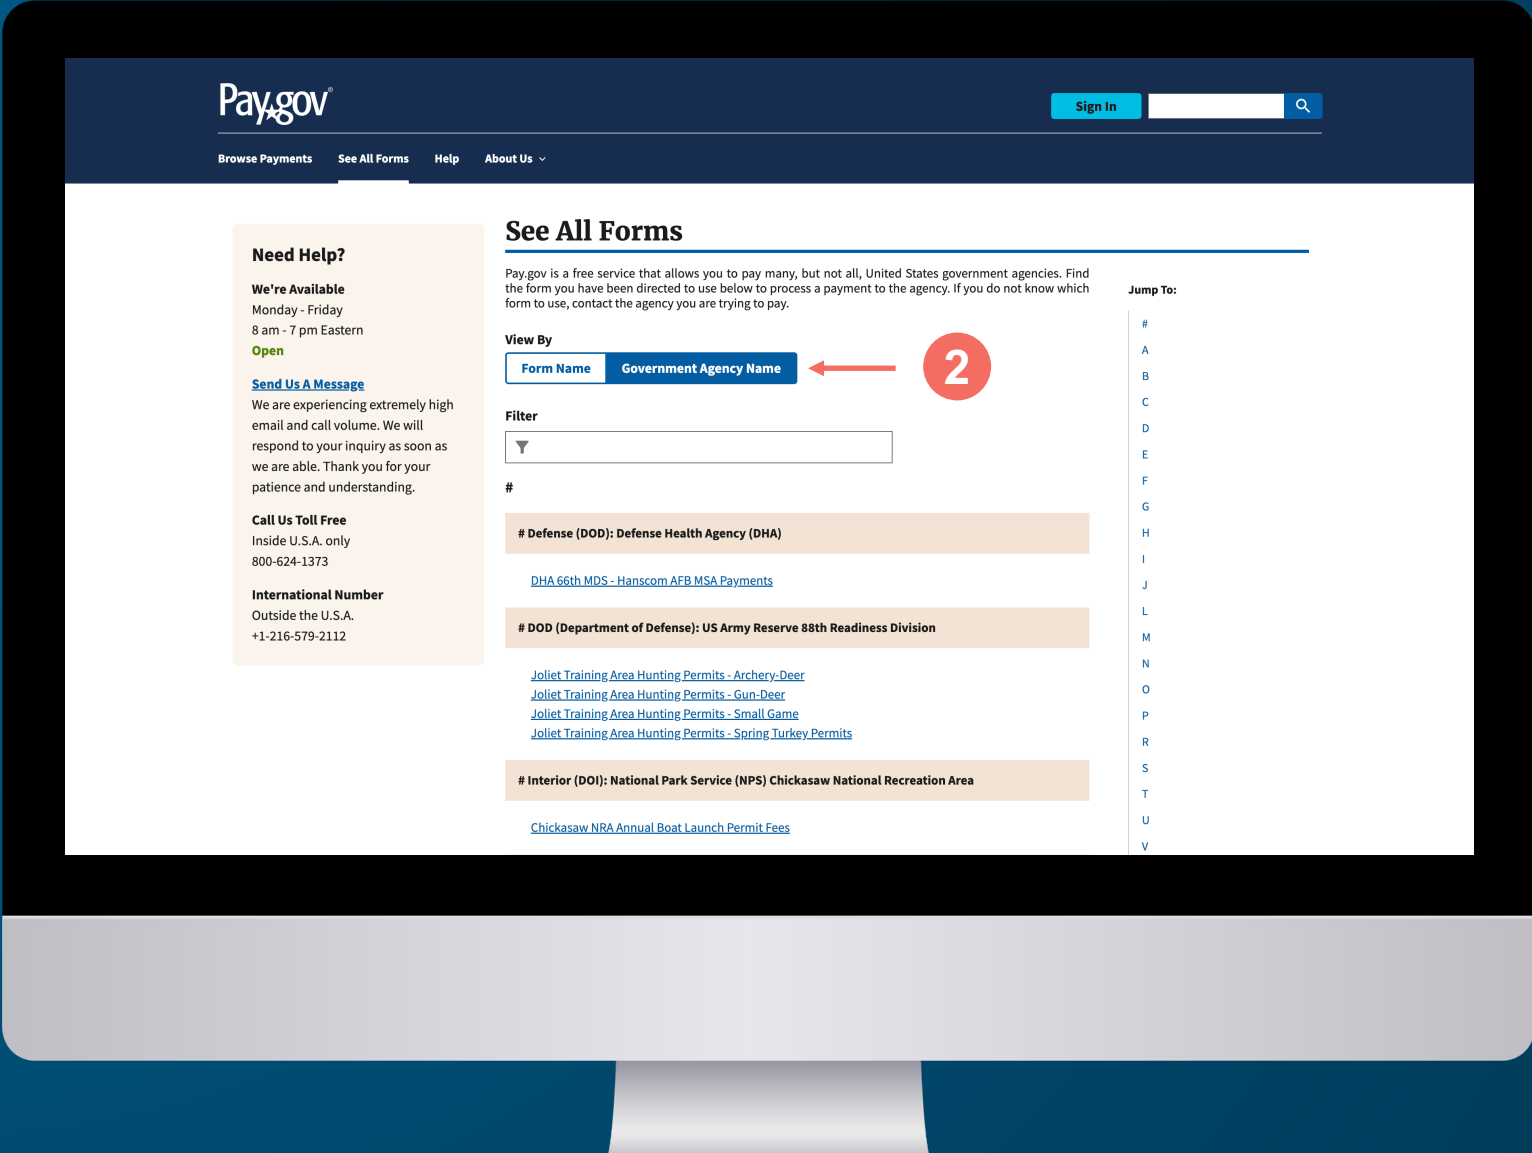 Pay.gov®
Sign In
Browse Payments
See All Forms
Help
About Us
Need Help?
We're Available
Monday - Friday
8 am - 7 pm Eastern
Open
Send Us A Message
We are experiencing extremely high
email and call volume. We will
respond to your inquiry as soon as
we are able. Thank you for your
patience and understanding.
Call Us Toll Free
Inside U.S.A. only
800-624-1373
International Number
Outside the U.S.A.
+1-216-579-2112
See All Forms
Pay.gov is a free service that allows you to pay many, but not all, United States government agencies. Find
the form you have been directed to use below to process a payment to the agency. If you do not know which
form to use, contact the agency you are trying to pay.
View By
Form Name
Government Agency Name
2
Filter
#
# Defense (DOD): Defense Health Agency (DHA)
DHA 66th MDS - Hanscom AFB MSA Payments
# DOD (Department of Defense): US Army Reserve 88th Readiness Division
Joliet Training Area Hunting Permits - Archery-Deer
Joliet Training Area Hunting Permits - Gun-Deer
Joliet Training Area Hunting Permits - Small Game
Joliet Training Area Hunting Permits - Spring Turkey Permits
# Interior (DOI): National Park Service (NPS) Chickasaw National Recreation Area
Chickasaw NRA Annual Boat Launch Permit Fees
Jump To:
#
A
B
C
D
E
F
G
H
I
J
L
M
N
O
P
R
S
T
U
V